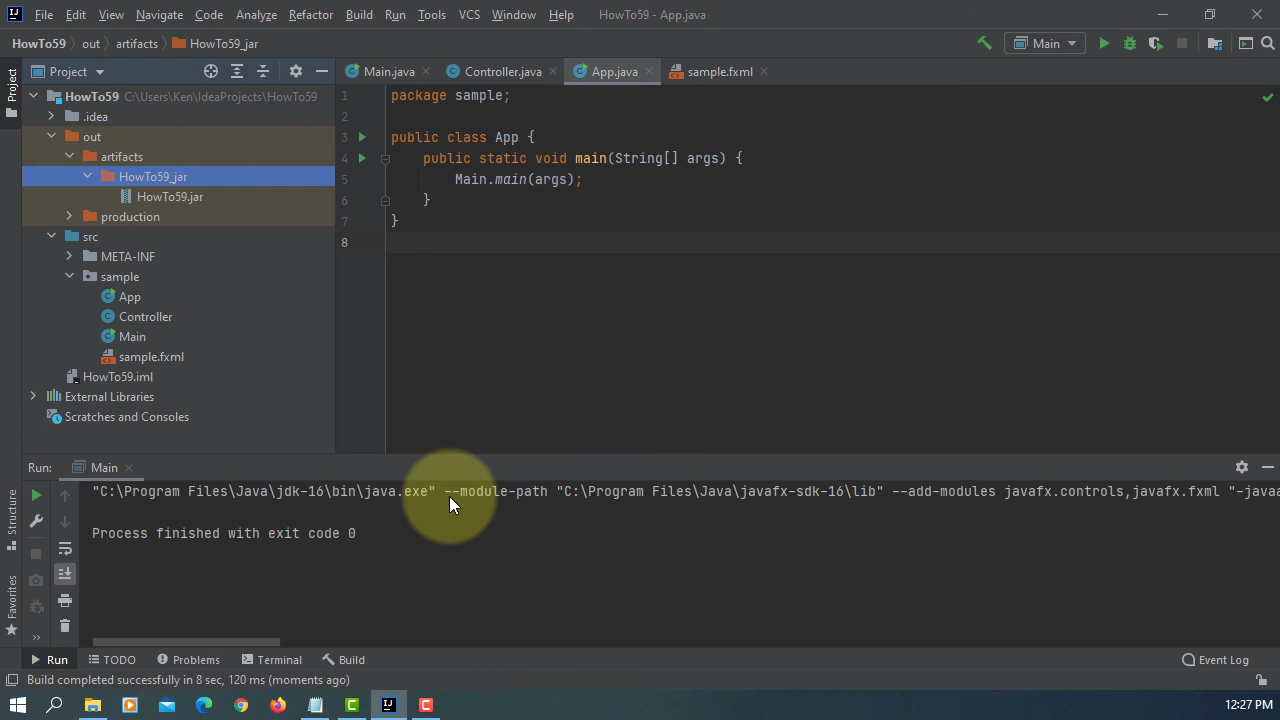 File Edit View Navigate Code Analyze Refactor Build Run Tools VCS Window Help HowTo59 - App.java
HowTo59 out artifacts HowTo59_jar Main
Project
Project
Main.java Controller.java App.java sample.fxml
HowTo59 C:\Users\Ken\IdeaProjects\HowTo59
.idea
out
artifacts
HowTo59_jar
HowTo59.jar
production
src
META-INF
sample
App
Controller
Main
sample.fxml
HowTo59.iml
External Libraries
Scratches and Consoles
1 package sample;
2
3 public class App {
4 public static void main(String[] args) {
5 Main.main(args);
6 }
7 }
8
Structure
Favorites
Run: Main
"C:\Program Files\Java\jdk-16\bin\java.exe" --module-path "C:\Program Files\Java\javafx-sdk-16\lib" --add-modules javafx.controls,javafx.fxml "-javaa
Process finished with exit code 0
Run TODO Problems Terminal Build Event Log
Build completed successfully in 8 sec, 120 ms (moments ago)
12:27 PM